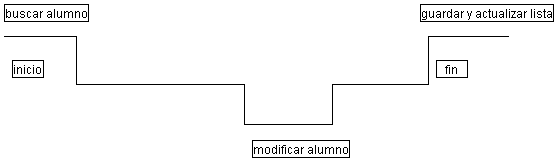 buscar alumno
guardar y actualizar lista
inicio
fin
modificar alumno